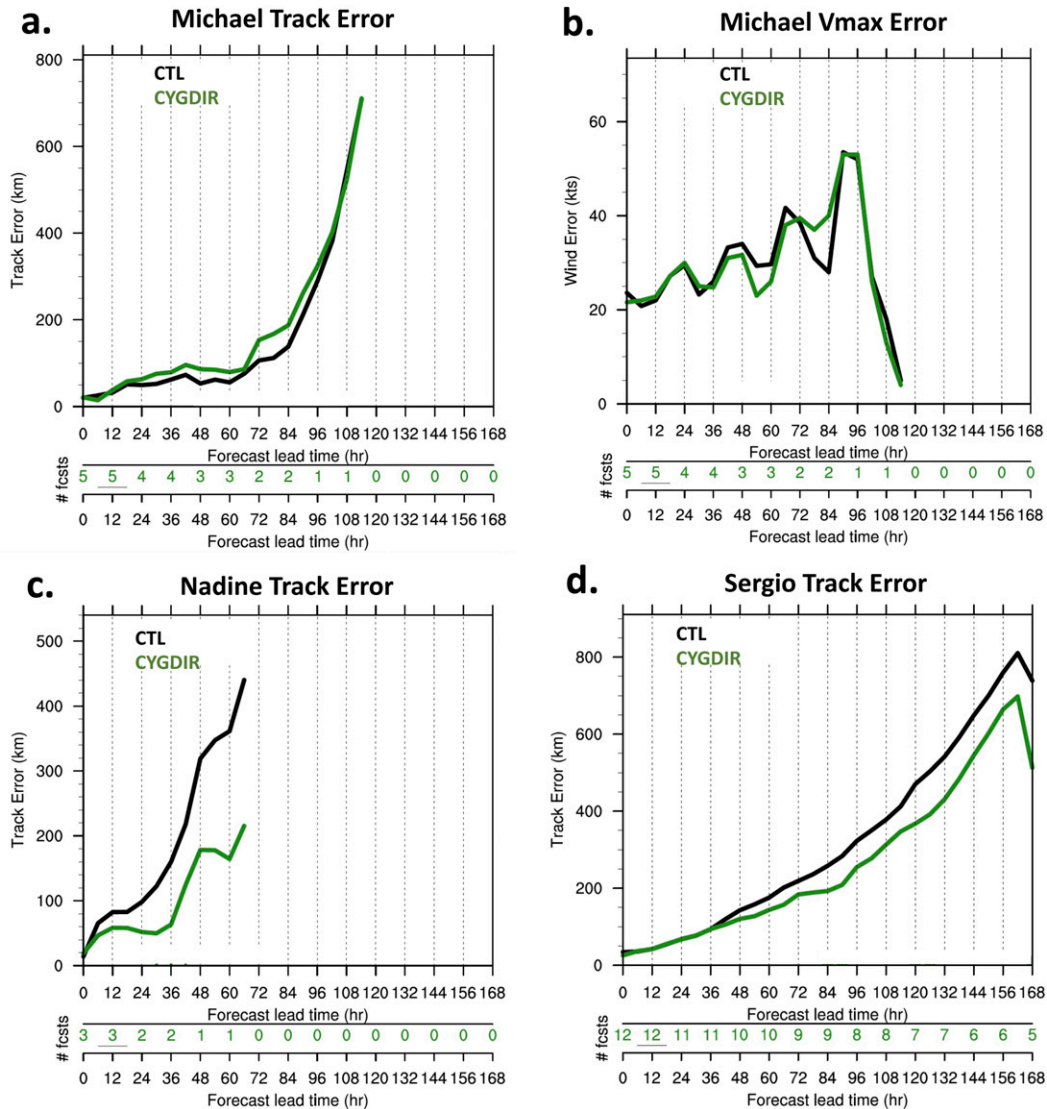 a.
Michael Track Error
CTL
CYGDIR
Track Error (km)
800
600
400
200
0
0 12 24 36 48 60 72 84 96 108 120 132 144 156 168
Forecast lead time (hr)
# fcsts
5 5 4 4 3 3 2 2 1 1 0 0 0 0 0
0 12 24 36 48 60 72 84 96 108 120 132 144 156 168
Forecast lead time (hr)
b.
Michael Vmax Error
CTL
CYGDIR
Wind Error (kts)
60
40
20
0
0 12 24 36 48 60 72 84 96 108 120 132 144 156 168
Forecast lead time (hr)
# fcsts
5 5 4 4 3 3 2 2 1 1 0 0 0 0 0
0 12 24 36 48 60 72 84 96 108 120 132 144 156 168
Forecast lead time (hr)
c.
Nadine Track Error
CTL
CYGDIR
Track Error (km)
500
400
300
200
100
0
0 12 24 36 48 60 72 84 96 108 120 132 144 156 168
Forecast lead time (hr)
# fcsts
3 3 2 2 1 1 0 0 0 0 0 0 0 0 0
0 12 24 36 48 60 72 84 96 108 120 132 144 156 168
Forecast lead time (hr)
d.
Sergio Track Error
CTL
CYGDIR
Track Error (km)
800
600
400
200
0
0 12 24 36 48 60 72 84 96 108 120 132 144 156 168
Forecast lead time (hr)
# fcsts
12 12 11 11 10 10 9 9 8 8 7 7 6 6 5
0 12 24 36 48 60 72 84 96 108 120 132 144 156 168
Forecast lead time (hr)